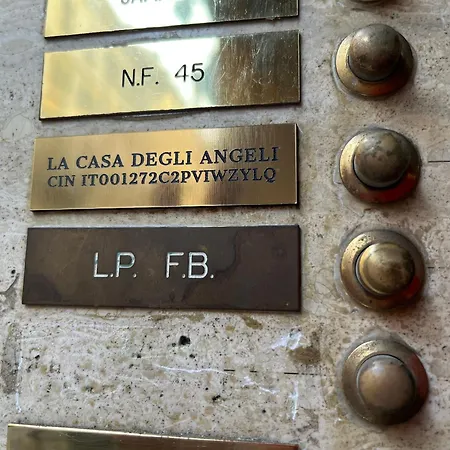 N.F. 45
LA CASA DEGLI ANGELI
CIN IT001272C2PVIWZYLQ
L.P. F.B.